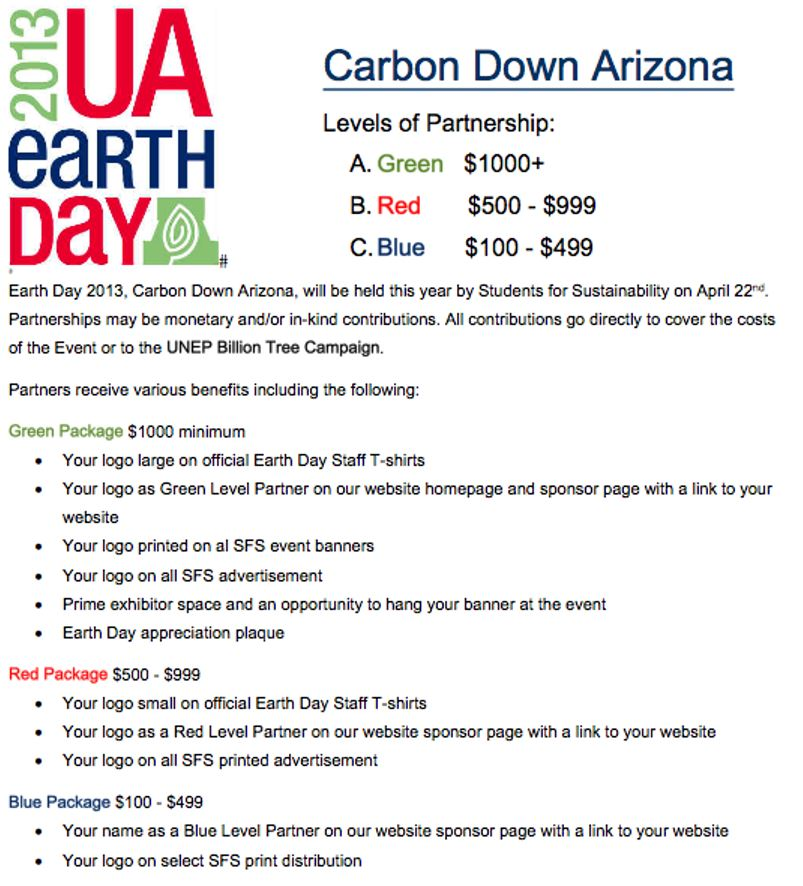 2013 UA
eaRTH
DaY
#
Carbon Down Arizona
Levels of Partnership:
A. Green $1000+
B. Red $500 - $999
C. Blue $100 - $499
Earth Day 2013, Carbon Down Arizona, will be held this year by Students for Sustainability on April 22nd.
Partnerships may be monetary and/or in-kind contributions. All contributions go directly to cover the costs
of the Event or to the UNEP Billion Tree Campaign.
Partners receive various benefits including the following:
Green Package $1000 minimum
• Your logo large on official Earth Day Staff T-shirts
• Your logo as Green Level Partner on our website homepage and sponsor page with a link to your
website
• Your logo printed on al SFS event banners
• Your logo on all SFS advertisement
• Prime exhibitor space and an opportunity to hang your banner at the event
• Earth Day appreciation plaque
Red Package $500 - $999
• Your logo small on official Earth Day Staff T-shirts
• Your logo as a Red Level Partner on our website sponsor page with a link to your website
• Your logo on all SFS printed advertisement
Blue Package $100 - $499
• Your name as a Blue Level Partner on our website sponsor page with a link to your website
• Your logo on select SFS print distribution